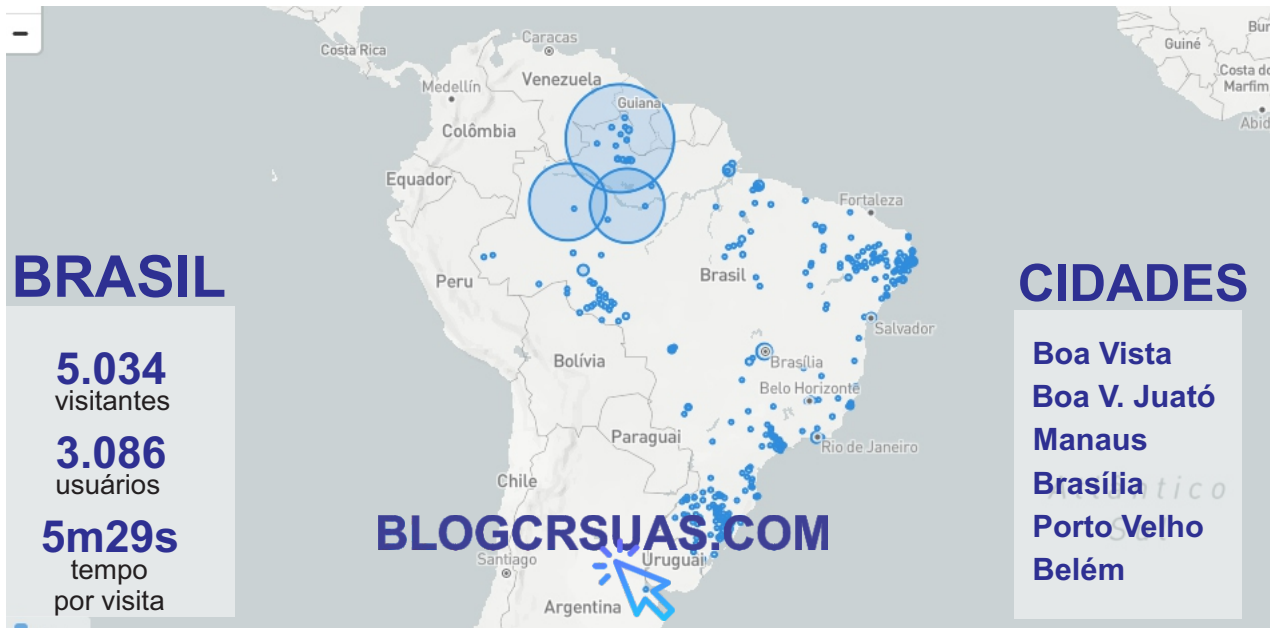 −
Costa Rica
Caracas
Medellín
Venezuela
Guiana
Colômbia
Equador
Guiné
Costa do
Marfim
Fortaleza
Peru
Brasil
Salvador
Bolívia
Brasília
Belo Horizonte
Paraguai
Rio de Janeiro
Chile
Santiago
Uruguai
Argentina
BRASIL
5.034
visitantes
3.086
usuários
5m29s
tempo
por visita
BLOGCRSUAS.COM
CIDADES
Boa Vista
Boa V. Juató
Manaus
Brasília
Porto Velho
Belém